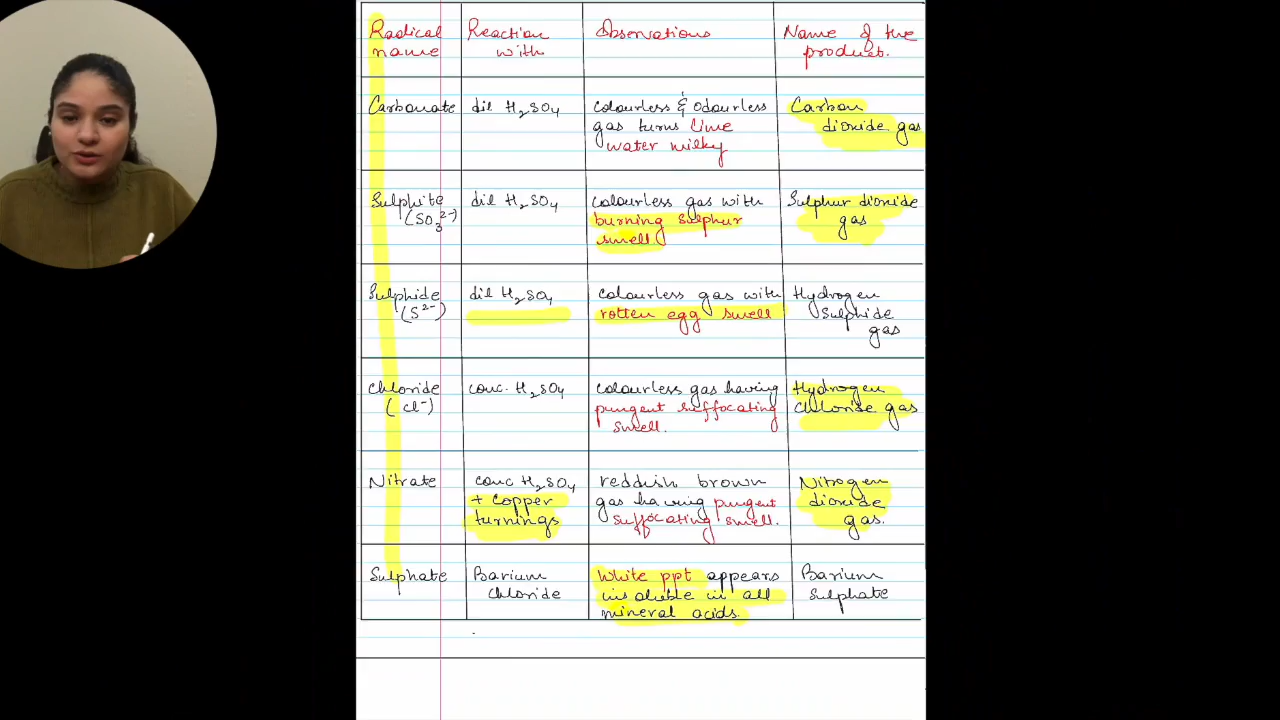 Radical name
Reaction with
Observations
Name of the product.
Carbonate
dil H₂SO₄
colourless & odourless
gas turns lime
water milky
Carbon
dioxide gas
Sulphite
(SO₃²⁻)
dil H₂SO₄
colourless gas with
burning sulphur
smell.
Sulphur dioxide
gas
Sulphide
(S²⁻)
dil H₂SO₄
colourless gas with
rotten egg smell
Hydrogen
Sulphide
gas
Chloride
(Cl⁻)
conc. H₂SO₄
colourless gas having
pungent suffocating
smell.
Hydrogen
Chloride gas
Nitrate
conc H₂SO₄
+ Copper
turnings
reddish brown
gas having pungent
suffocating smell.
Nitrogen
dioxide
gas.
Sulphate
Barium
chloride
White ppt appears
insoluble in all
mineral acids.
Barium
Sulphate